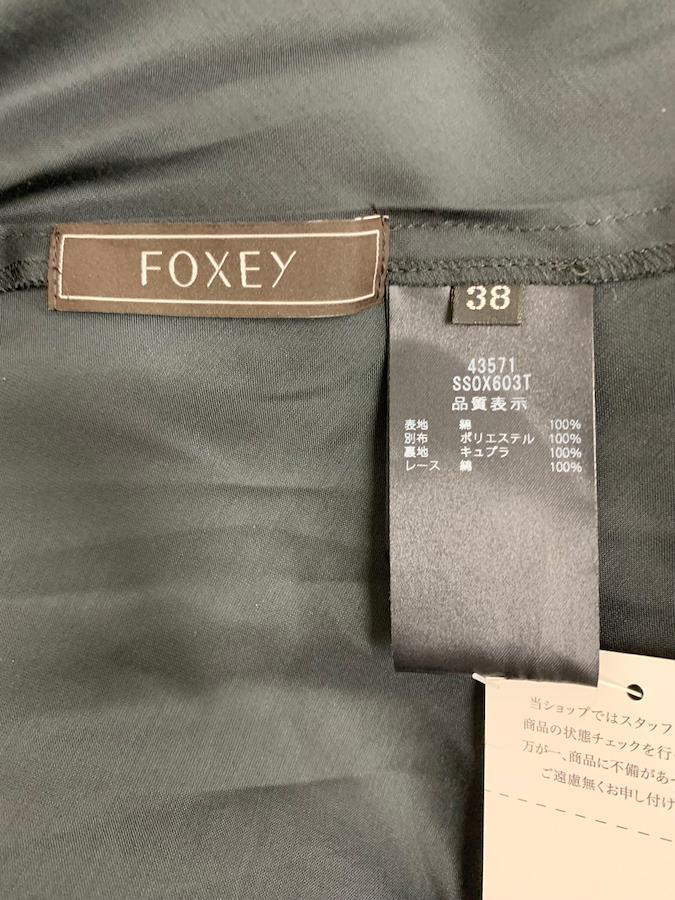 FOXEY
38
43571
SSOX603T
品質表示
表地 綿 100%
別布 ポリエステル 100%
裏地 キュプラ 100%
レース 綿 100%
当ショップではスタッフ
商品の状態チェックを行
万が一、商品に不備があ
ご遠慮無くお申し付け